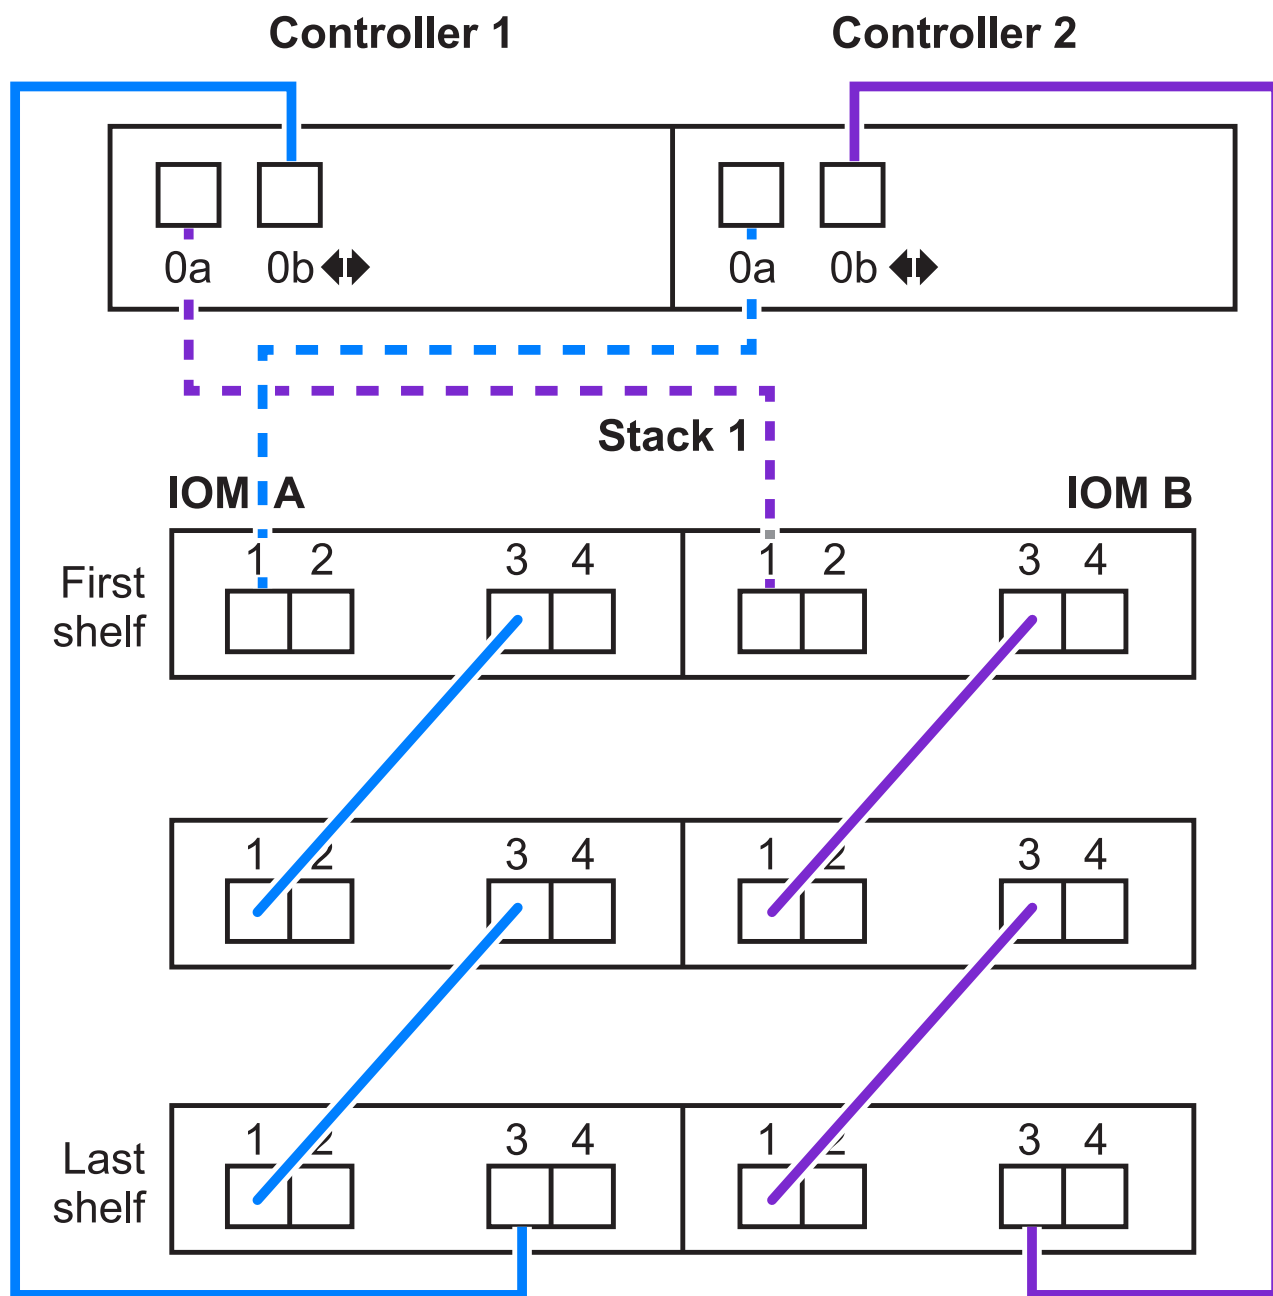 Controller 1 Controller 2
0a 0b 0a 0b
Stack 1
IOM A IOM B
First shelf
1 2 3 4 1 2 3 4
1 2 3 4 1 2 3 4
Last shelf
1 2 3 4 1 2 3 4